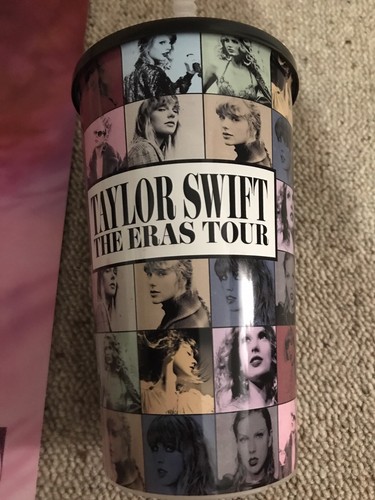 TAYLOR SWIFT
THE ERAS TOUR